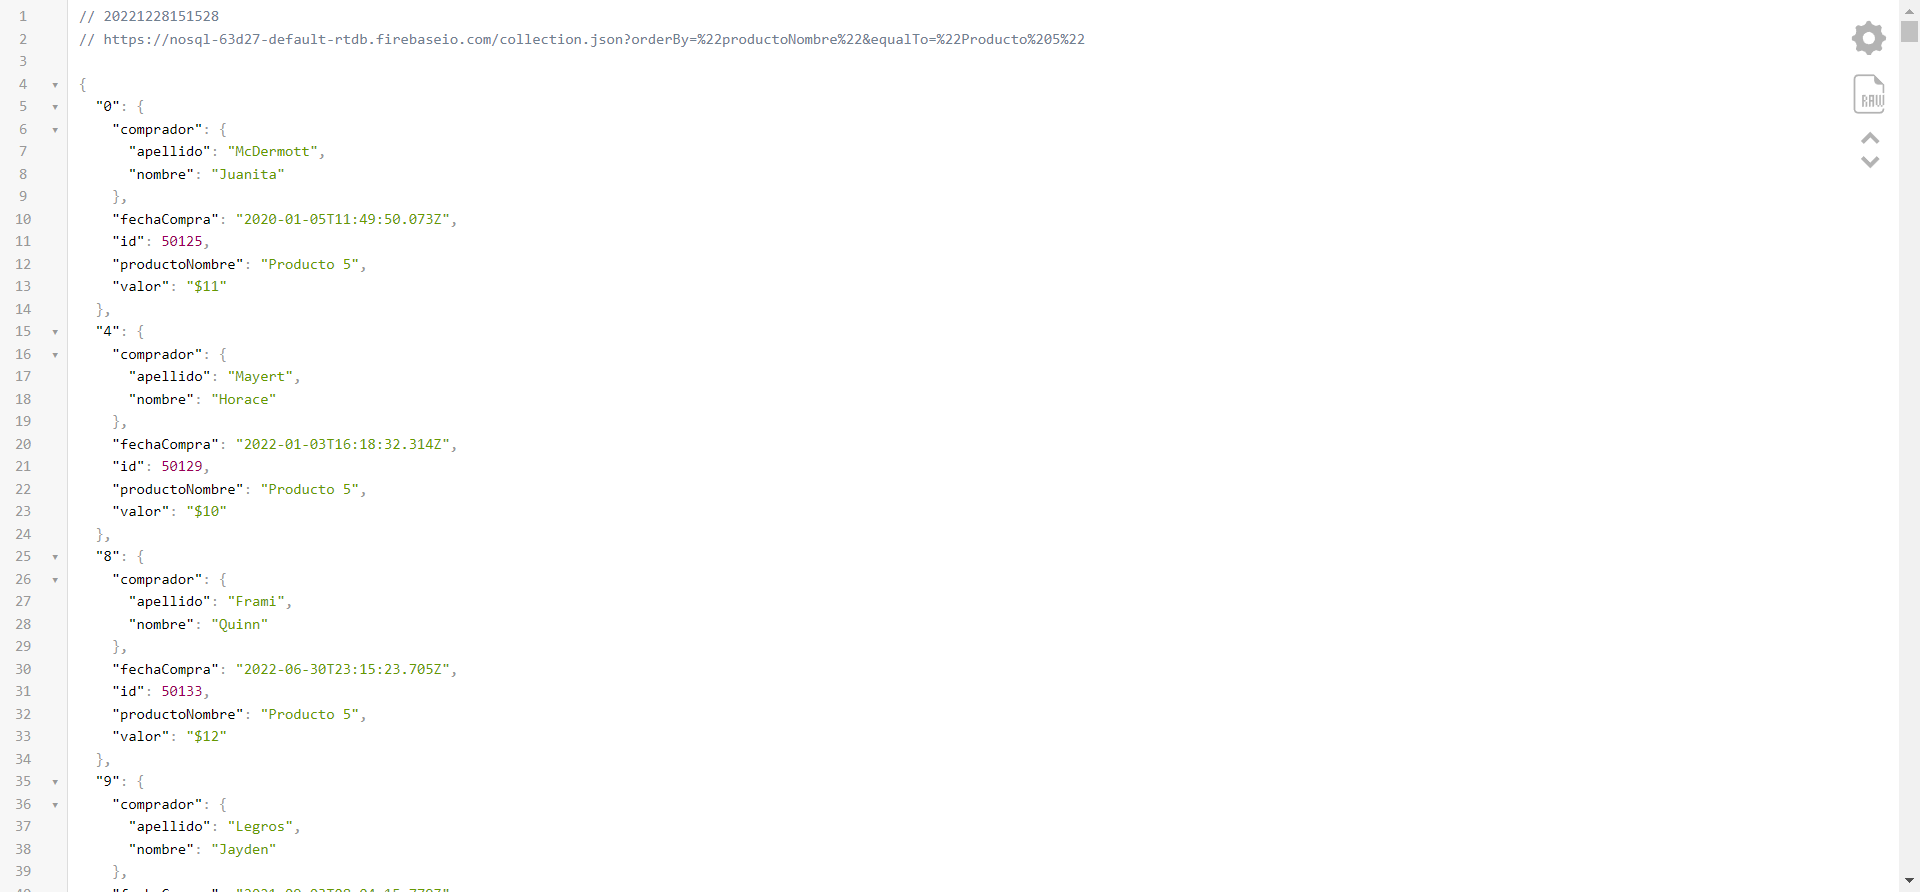 1 // 20221228151528
2 // https://nosql-63d27-default-rtdb.firebaseio.com/collection.json?orderBy=%22productoNombre%22&equalTo=%22Producto%205%22
3
4 {
5 "0": {
6 "comprador": {
7 "apellido": "McDermott",
8 "nombre": "Juanita"
9 },
10 "fechaCompra": "2020-01-05T11:49:50.073Z",
11 "id": 50125,
12 "productoNombre": "Producto 5",
13 "valor": "$11"
14 },
15 "4": {
16 "comprador": {
17 "apellido": "Mayert",
18 "nombre": "Horace"
19 },
20 "fechaCompra": "2022-01-03T16:18:32.314Z",
21 "id": 50129,
22 "productoNombre": "Producto 5",
23 "valor": "$10"
24 },
25 "8": {
26 "comprador": {
27 "apellido": "Frami",
28 "nombre": "Quinn"
29 },
30 "fechaCompra": "2022-06-30T23:15:23.705Z",
31 "id": 50133,
32 "productoNombre": "Producto 5",
33 "valor": "$12"
34 },
35 "9": {
36 "comprador": {
37 "apellido": "Legros",
38 "nombre": "Jayden"
39 },
RAW